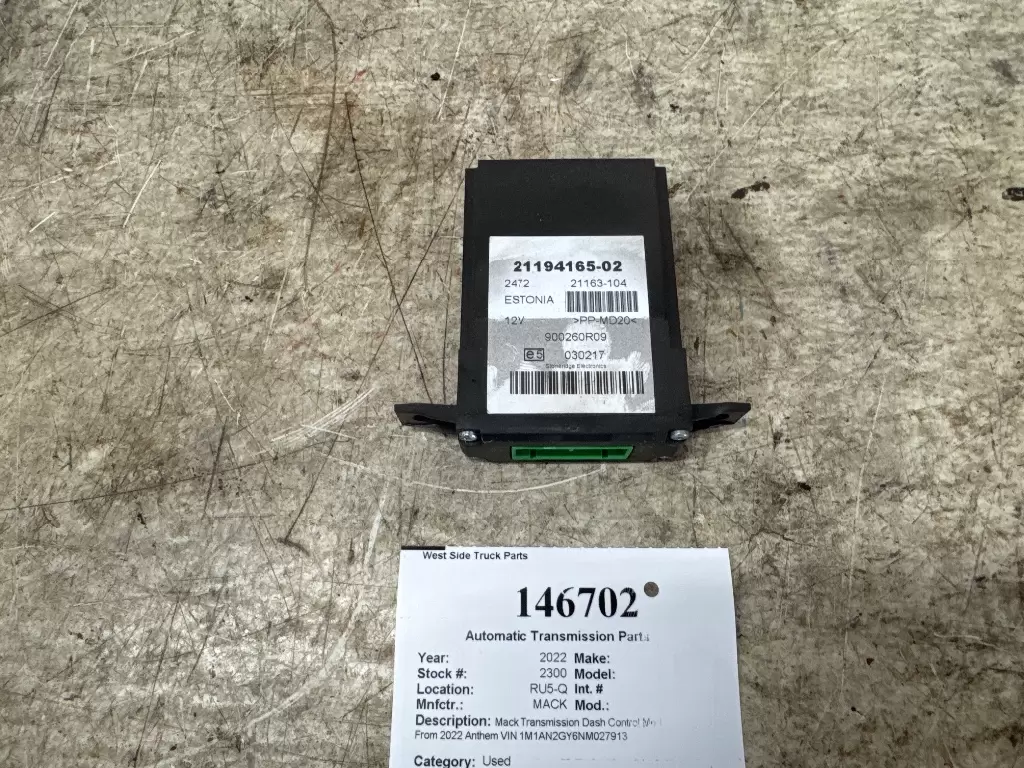 21194165-02
2472 21163-104
ESTONIA
12V >PP-MD20<
900260R09
e5 030217
Stoneridge Electronics
West Side Truck Parts
146702
Automatic Transmission Parts
Year: 2022 Make:
Stock #: 2300 Model:
Location: RU5-Q Int. #
Mnfctr.: MACK Mod.:
Description: Mack Transmission Dash Control
From 2022 Anthem VIN 1M1AN2GY6NM027913
Category: Used